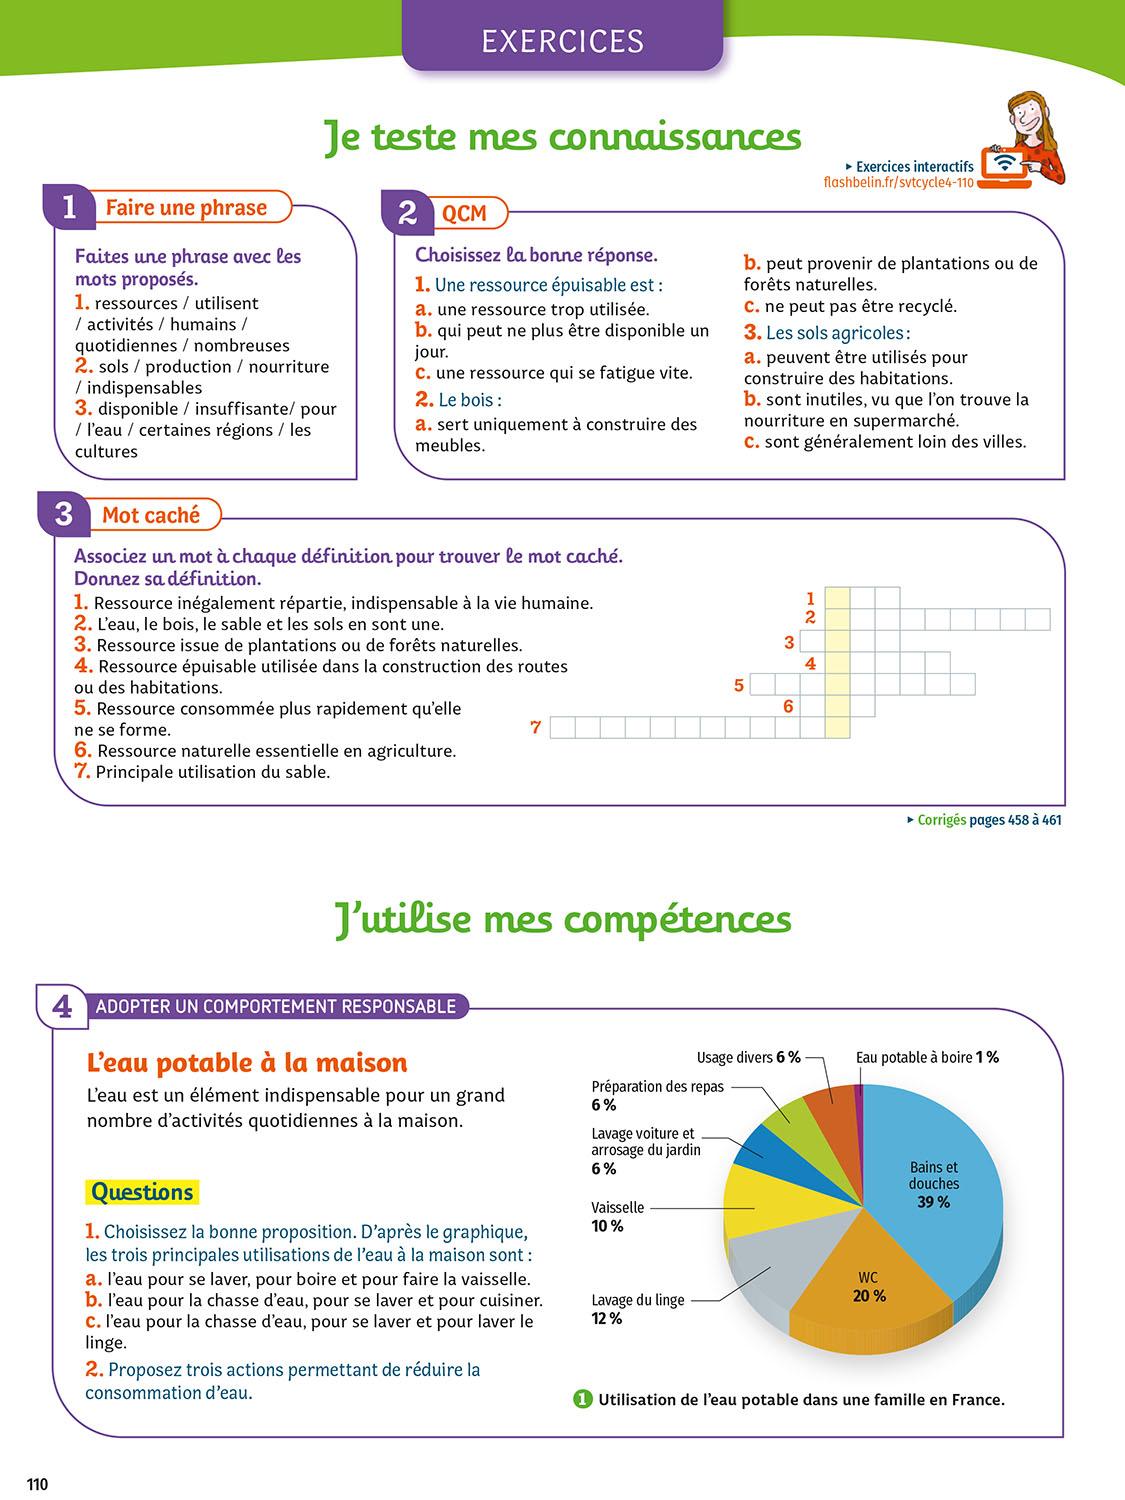 EXERCICES
Je teste mes connaissances
▸ Exercices interactifs
flashbelin.fr/svtcycle4-110
1 Faire une phrase
Faites une phrase avec les
mots proposés.
1. ressources / utilisent
/ activités / humains /
quotidiennes / nombreuses
2. sols / production / nourriture
/ indispensables
3. disponible / insuffisante/ pour
/ l'eau / certaines régions / les
cultures
2 QCM
Choisissez la bonne réponse.
1. Une ressource épuisable est :
a. une ressource trop utilisée.
b. qui peut ne plus être disponible un
jour.
c. une ressource qui se fatigue vite.
2. Le bois :
a. sert uniquement à construire des
meubles.
b. peut provenir de plantations ou de
forêts naturelles.
c. ne peut pas être recyclé.
3. Les sols agricoles :
a. peuvent être utilisés pour
construire des habitations.
b. sont inutiles, vu que l'on trouve la
nourriture en supermarché.
c. sont généralement loin des villes.
3 Mot caché
Associez un mot à chaque définition pour trouver le mot caché.
Donnez sa définition.
1. Ressource inégalement répartie, indispensable à la vie humaine.
2. L'eau, le bois, le sable et les sols en sont une.
3. Ressource issue de plantations ou de forêts naturelles.
4. Ressource épuisable utilisée dans la construction des routes
ou des habitations.
5. Ressource consommée plus rapidement qu'elle
ne se forme.
6. Ressource naturelle essentielle en agriculture.
7. Principale utilisation du sable.
1
2
3
4
5
6
7
▸ Corrigés pages 458 à 461
J'utilise mes compétences
4 ADOPTER UN COMPORTEMENT RESPONSABLE
L'eau potable à la maison
L'eau est un élément indispensable pour un grand
nombre d'activités quotidiennes à la maison.
Questions
1. Choisissez la bonne proposition. D'après le graphique,
les trois principales utilisations de l'eau à la maison sont :
a. l'eau pour se laver, pour boire et pour faire la vaisselle.
b. l'eau pour la chasse d'eau, pour se laver et pour cuisiner.
c. l'eau pour la chasse d'eau, pour se laver et pour laver le
linge.
2. Proposez trois actions permettant de réduire la
consommation d'eau.
Usage divers 6 %
Eau potable à boire 1 %
Préparation des repas
6 %
Lavage voiture et
arrosage du jardin
6 %
Vaisselle
10 %
Lavage du linge
12 %
Bains et
douches
39 %
WC
20 %
1 Utilisation de l'eau potable dans une famille en France.
110